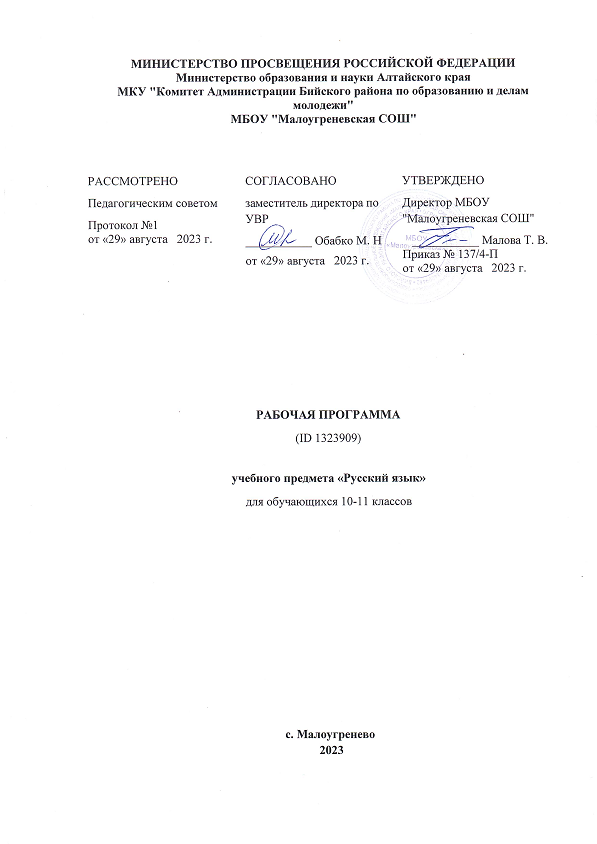 МИНИСТЕРСТВО ПРОСВЕЩЕНИЯ РОССИЙСКОЙ ФЕДЕРАЦИИ
Министерство образования и науки Алтайского края
МКУ "Комитет Администрации Бийского района по образованию и делам
молодежи"
МБОУ "Малоугреневская СОШ"
РАССМОТРЕНО
Педагогическим советом
Протокол №1
от «29» августа 2023 г.
СОГЛАСОВАНО
заместитель директора по
УВР
Обабко М. Н
от «29» августа 2023 г.
УТВЕРЖДЕНО
Директор МБОУ
"Малоугреневская СОШ"
Малова Т. В.
Приказ № 137/4-П
от «29» августа 2023 г.
РАБОЧАЯ ПРОГРАММА
(ID 1323909)
учебного предмета «Русский язык»
для обучающихся 10-11 классов
с. Малоугренево
2023